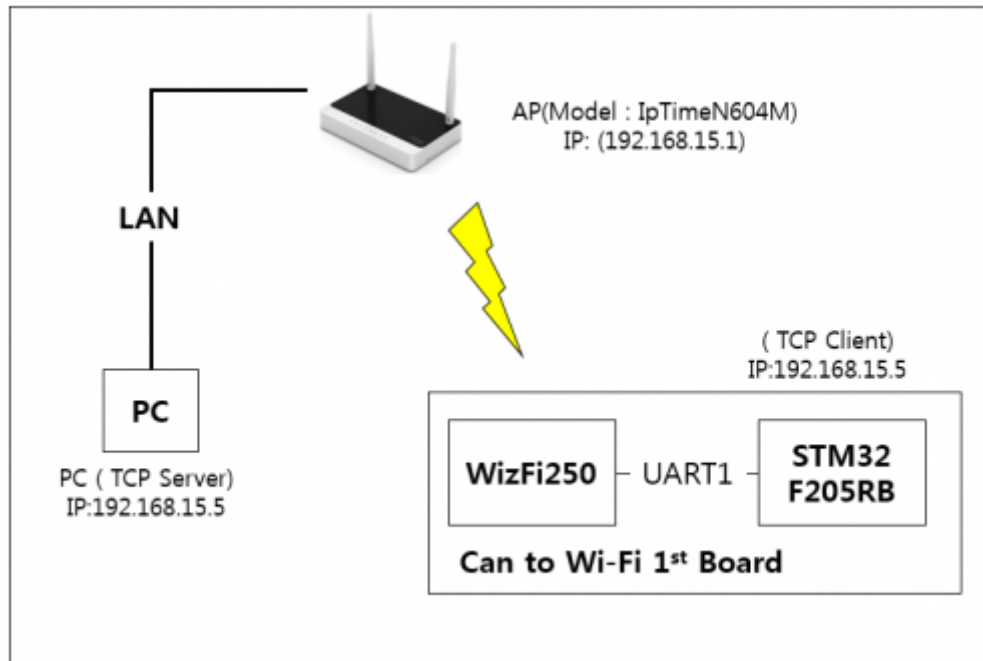 AP(Model : IpTimeN604M)
IP: (192.168.15.1)
LAN
( TCP Client)
IP:192.168.15.5
PC
PC ( TCP Server)
IP:192.168.15.5
WizFi250
UART1
STM32
F205RB
Can to Wi-Fi 1st Board